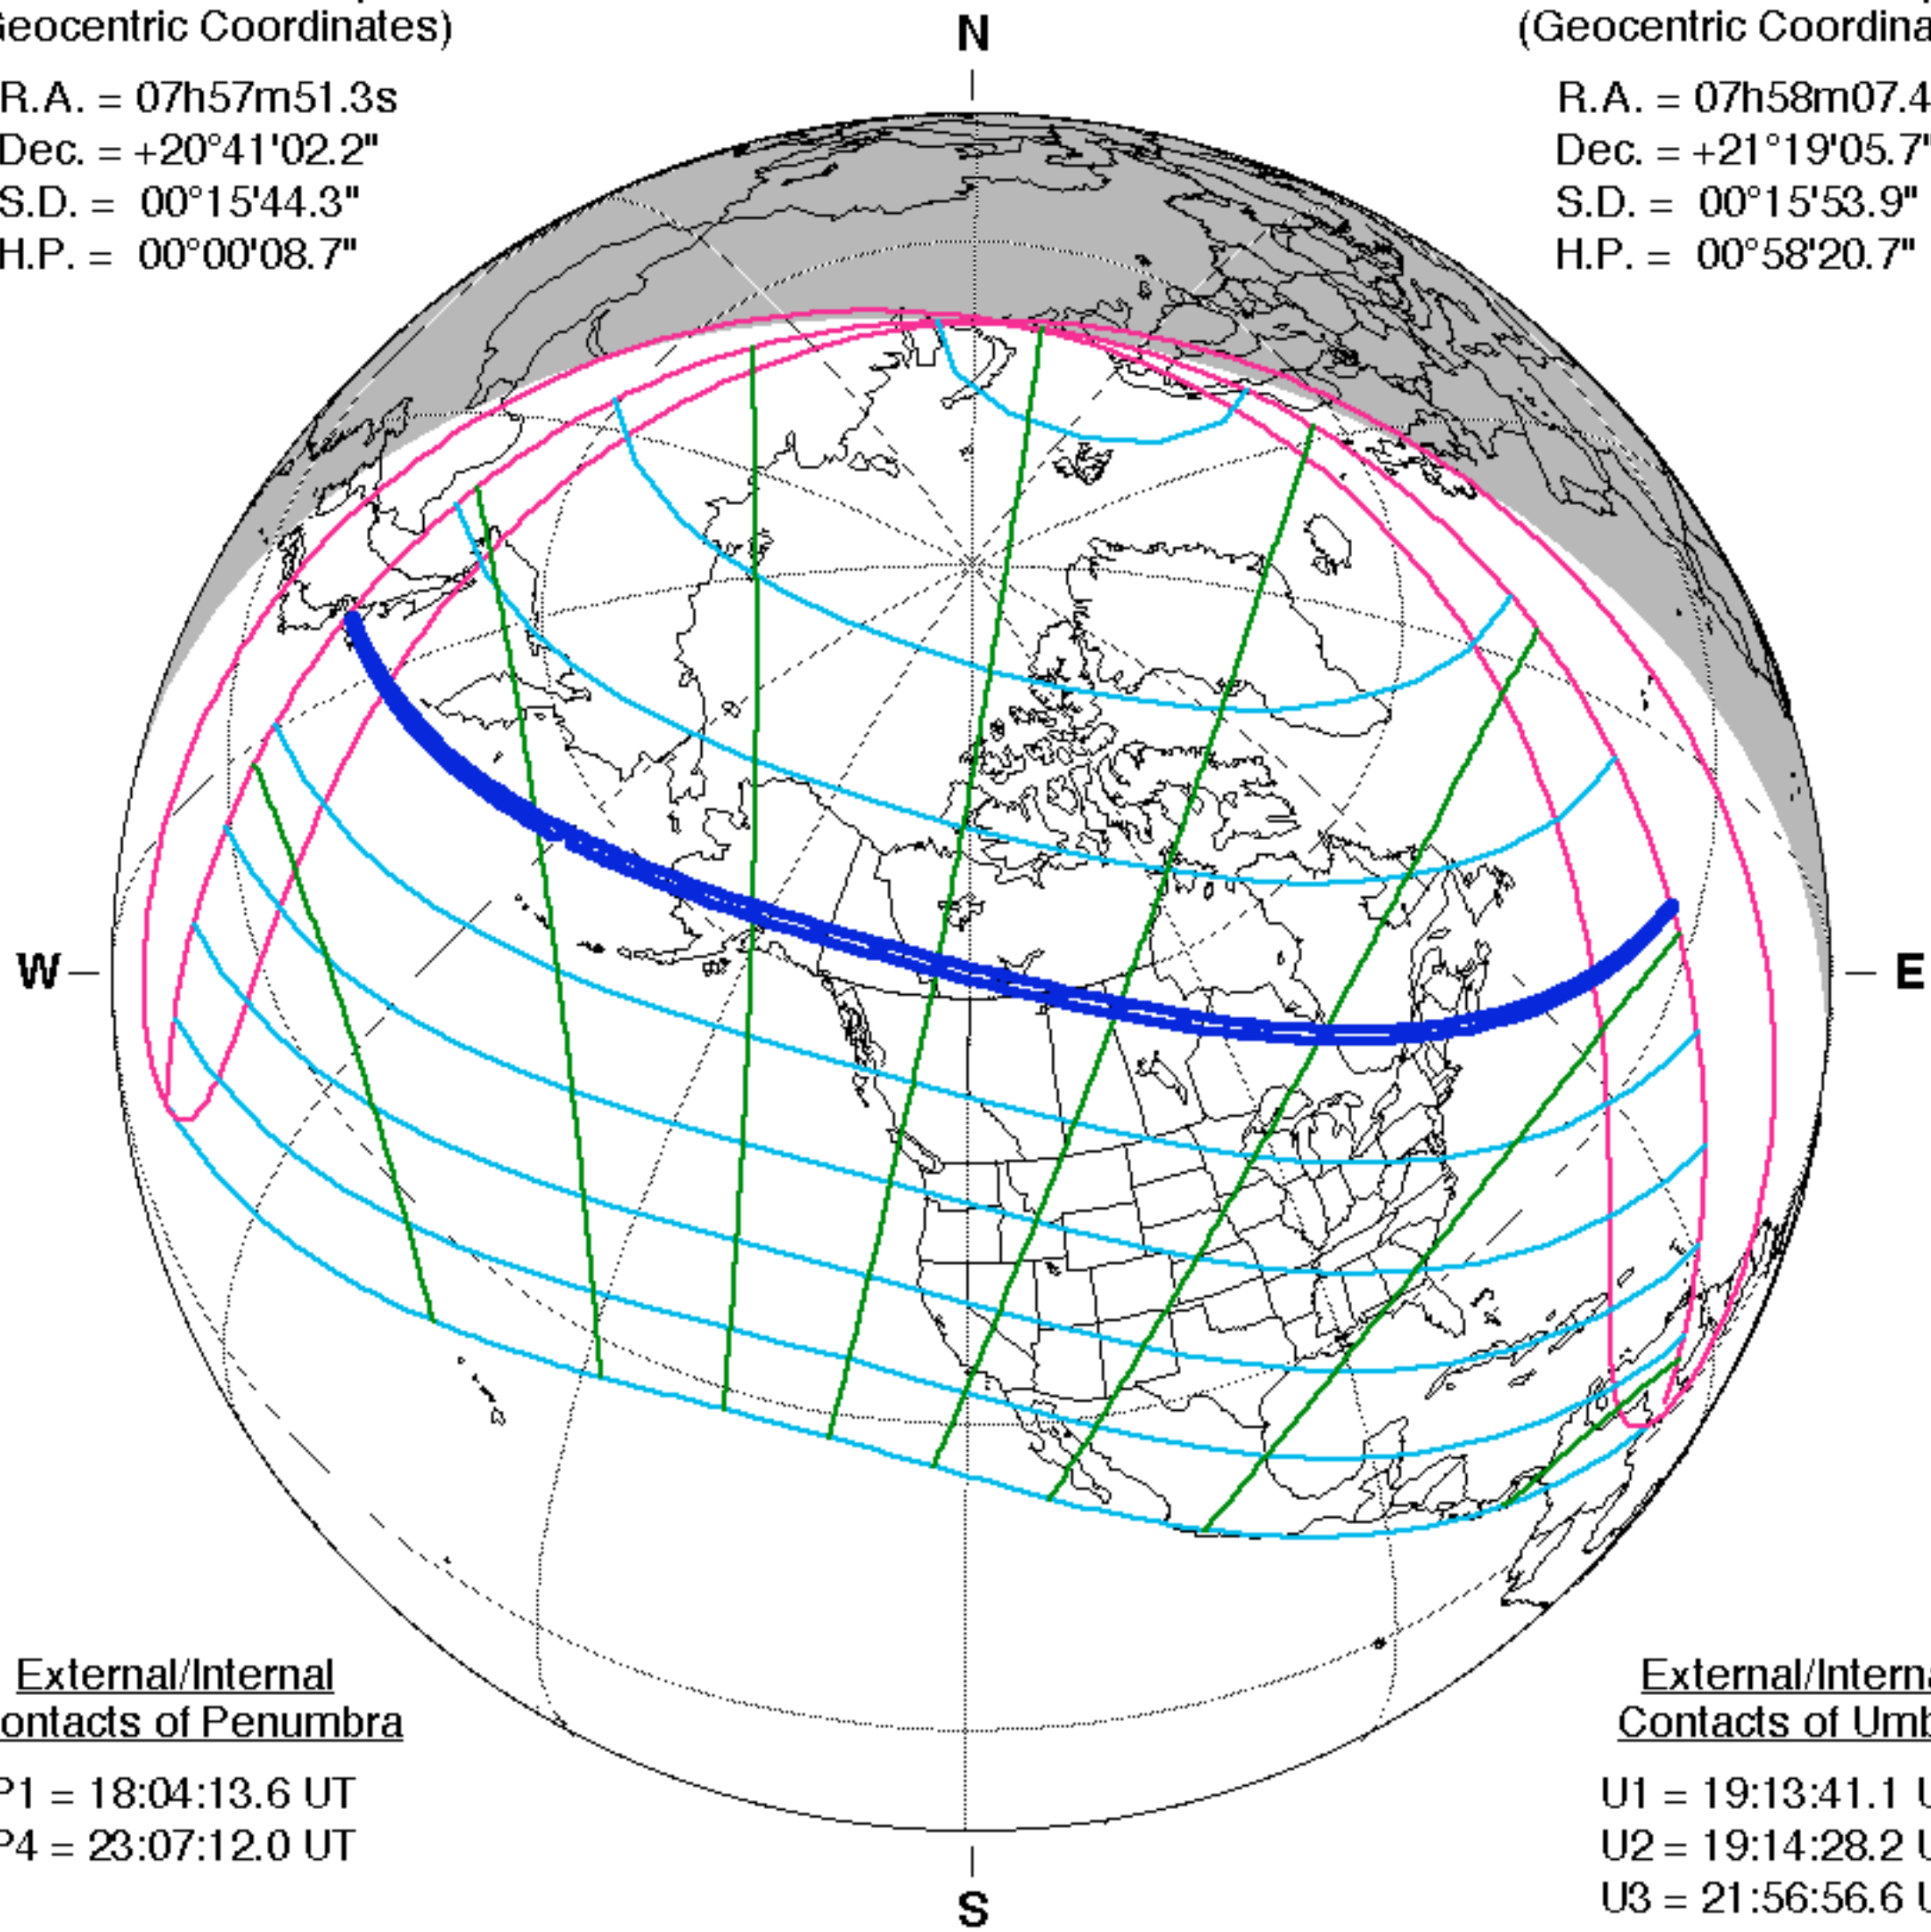 Geocentric Coordinates)
R.A. = 07h57m51.3s
Dec. = +20°41'02.2"
S.D. = 00°15'44.3"
H.P. = 00°00'08.7"
N
(Geocentric Coordina
R.A. = 07h58m07.4
Dec. = +21°19'05.7"
S.D. = 00°15'53.9"
H.P. = 00°58'20.7"
W
E
External/Internal
ontacts of Penumbra
P1 = 18:04:13.6 UT
P4 = 23:07:12.0 UT
S
External/Interna
Contacts of Umb
U1 = 19:13:41.1 U
U2 = 19:14:28.2 U
U3 = 21:56:56.6 U